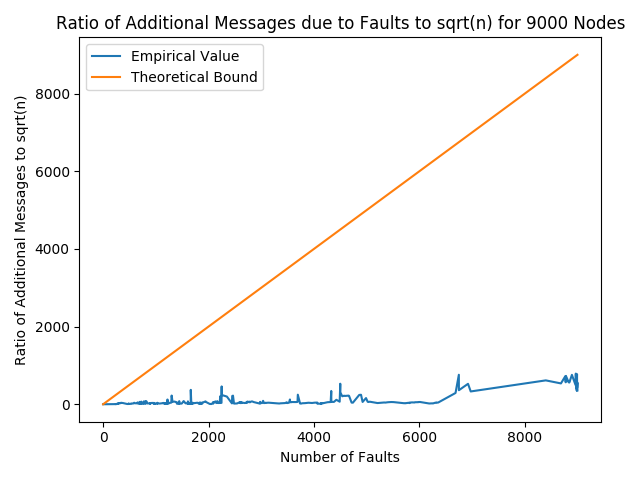 Ratio of Additional Messages due to Faults to sqrt(n) for 9000 Nodes
Empirical Value
Theoretical Bound
Ratio of Additional Messages to sqrt(n)
8000
6000
4000
2000
0
0 2000 4000 6000 8000
Number of Faults